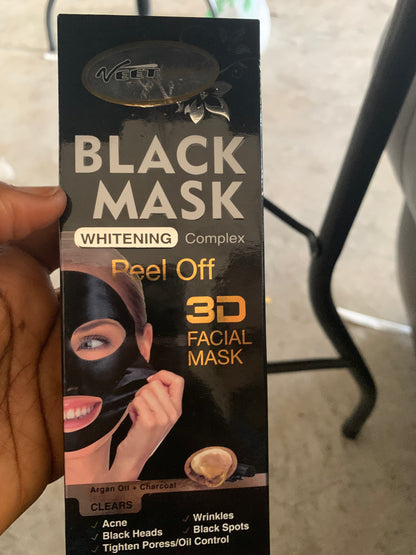 VEET
BLACK
MASK
WHITENING Complex
Peel Off
3D
FACIAL
MASK
Argan Oil + Charcoal
CLEARS
✓ Acne ✓ Wrinkles
✓ Black Heads ✓ Black Spots
✓ Tighten Poress/Oil Control